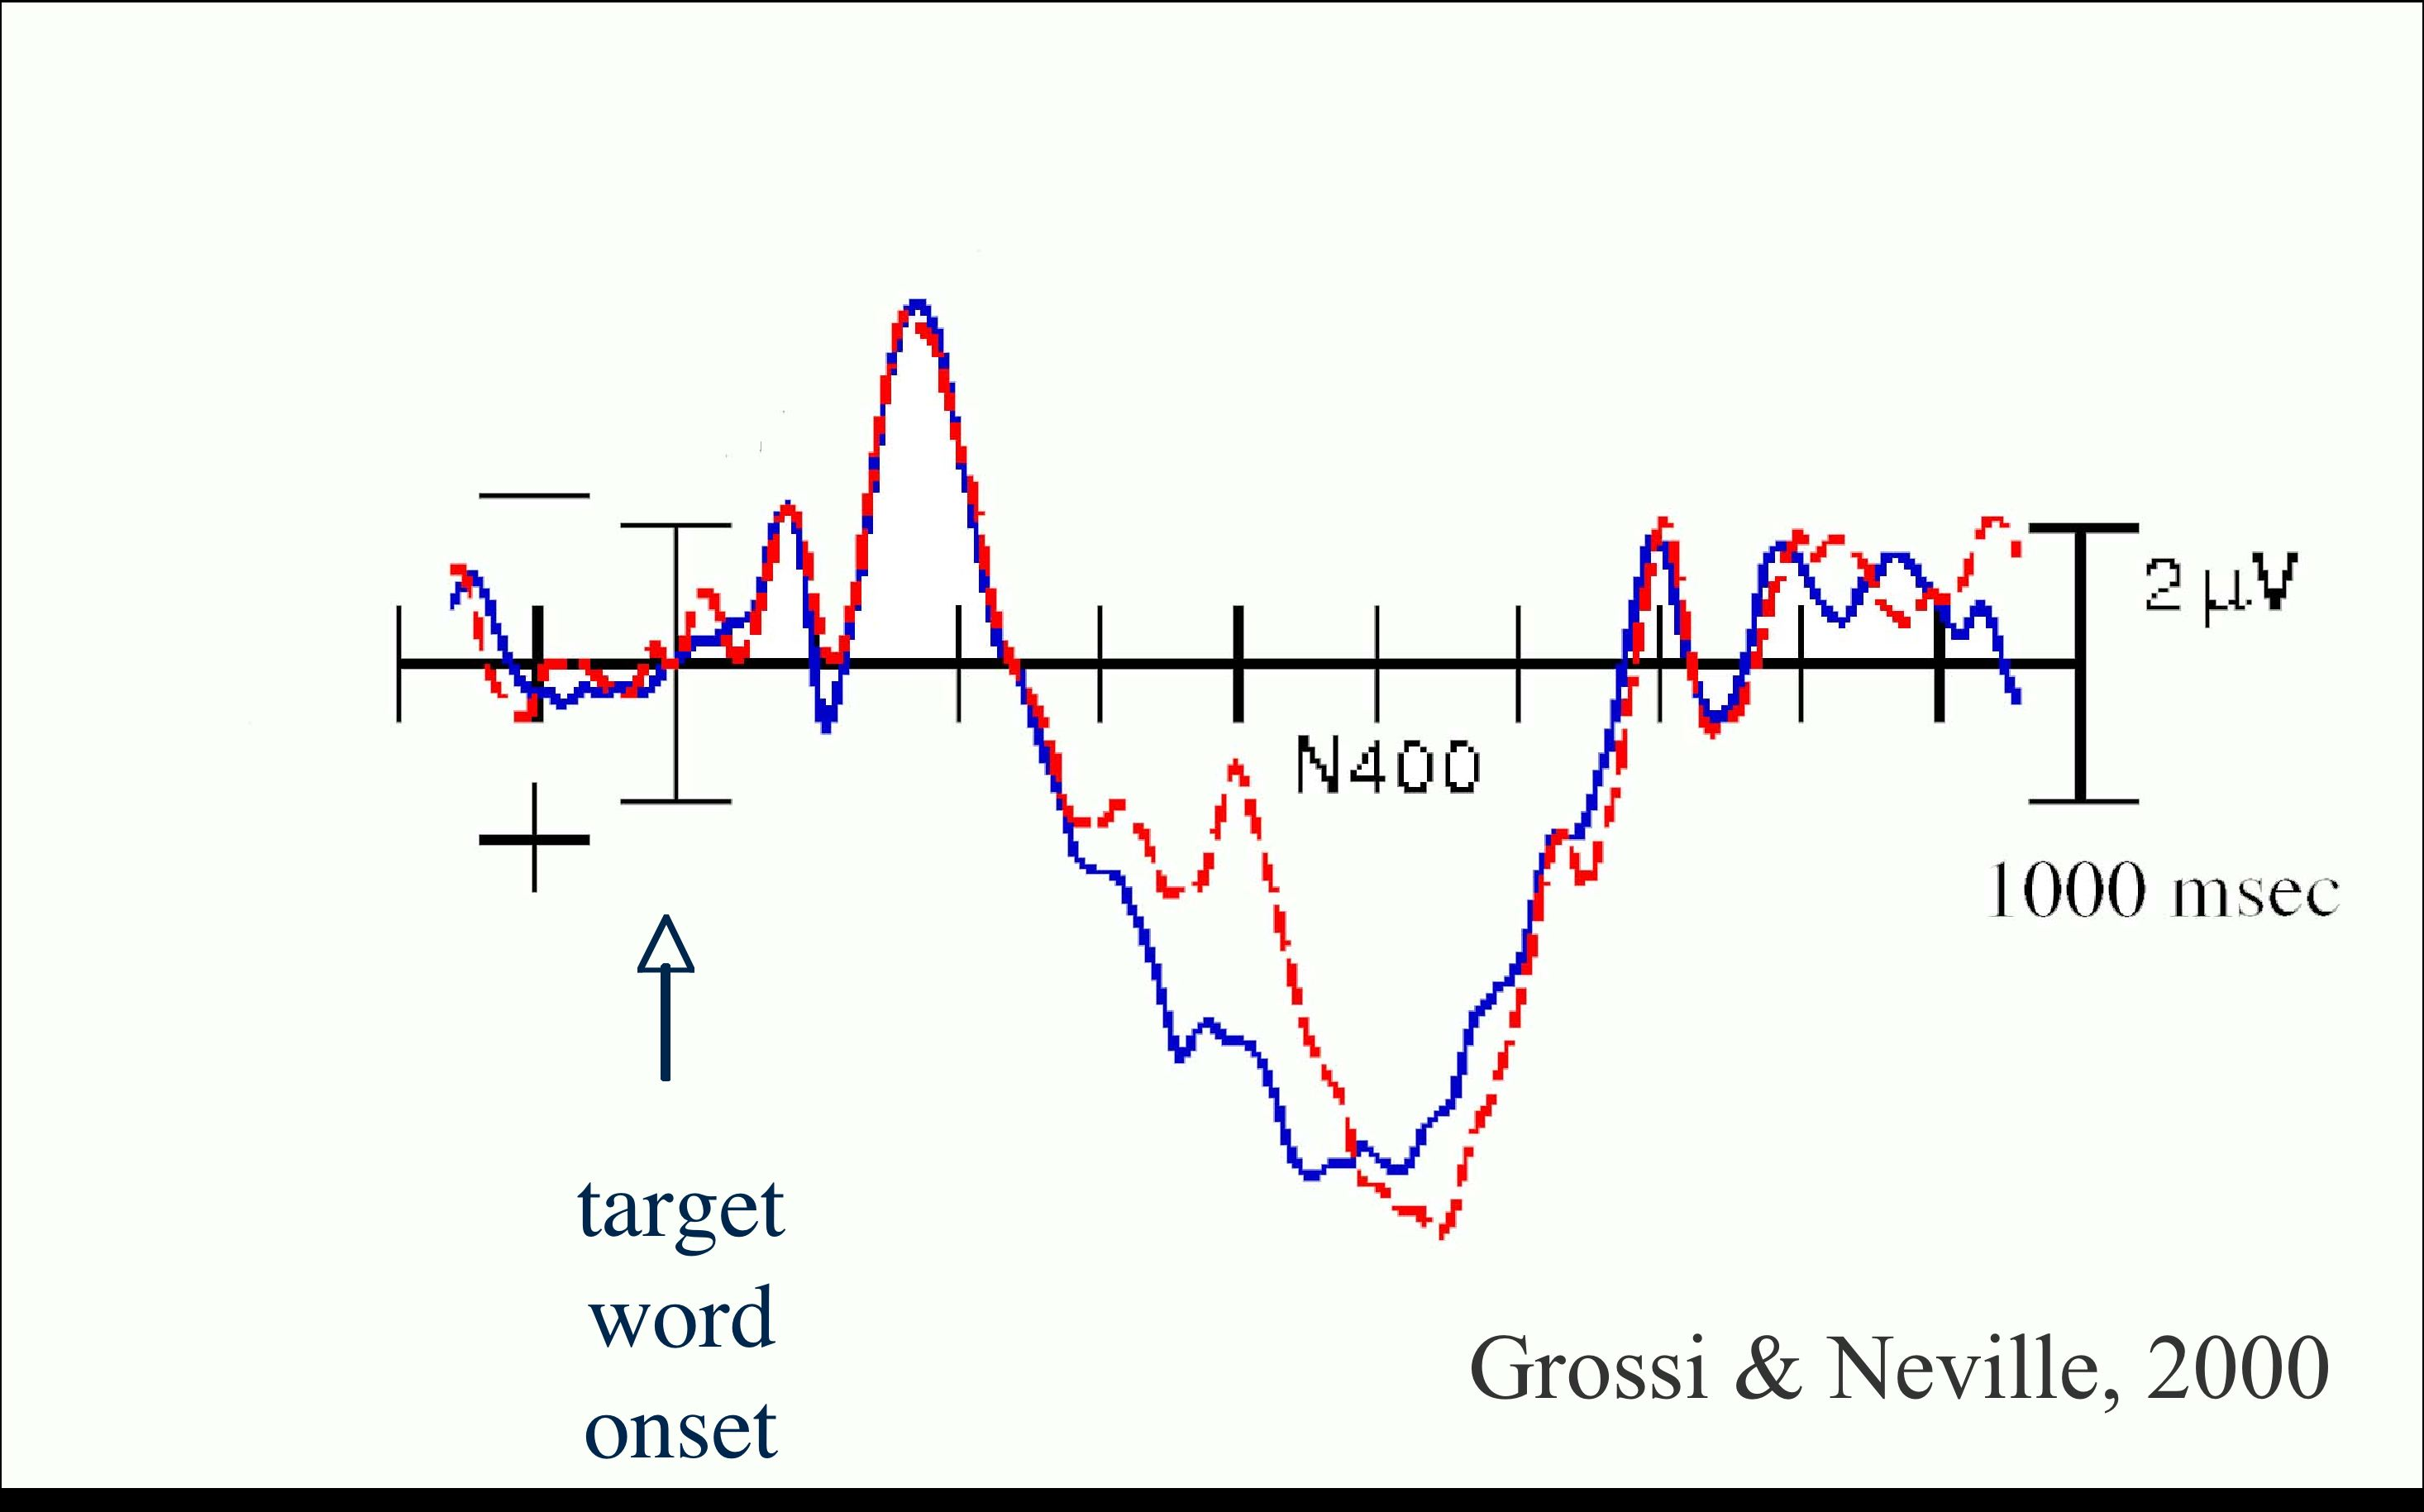 2 µV
N400
1000 msec
target
word
onset
Grossi & Neville, 2000